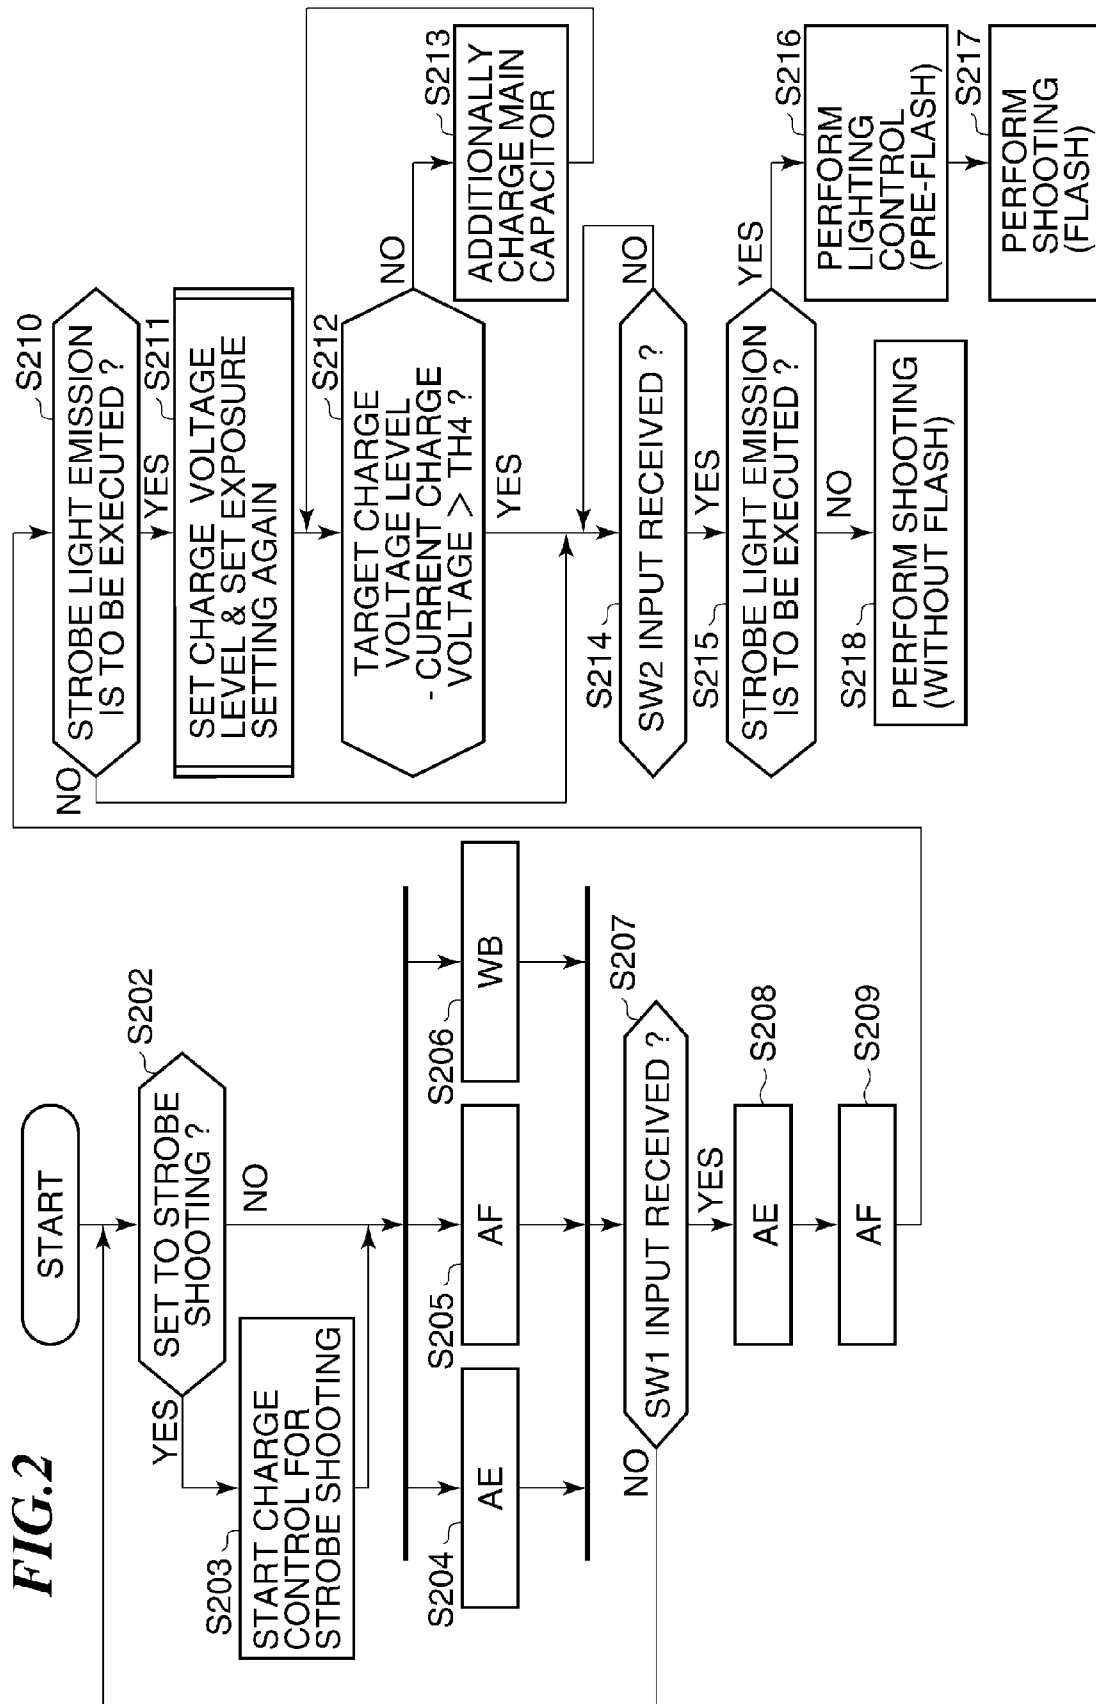 FIG.2
START
S202
SET TO STROBE
SHOOTING ?
YES
NO
S203
START CHARGE
CONTROL FOR
STROBE SHOOTING
S204
AE
S205
AF
S206
WB
S207
SW1 INPUT RECEIVED ?
NO
YES
S208
AE
S209
AF
S210
STROBE LIGHT EMISSION
IS TO BE EXECUTED ?
NO
YES
S211
SET CHARGE VOLTAGE
LEVEL & SET EXPOSURE
SETTING AGAIN
S212
TARGET CHARGE
VOLTAGE LEVEL
- CURRENT CHARGE
VOLTAGE > TH4 ?
NO
YES
S213
ADDITIONALLY
CHARGE MAIN
CAPACITOR
S214
SW2 INPUT RECEIVED ?
NO
YES
S215
STROBE LIGHT EMISSION
IS TO BE EXECUTED ?
YES
NO
S216
PERFORM
LIGHTING
CONTROL
(PRE-FLASH)
S217
PERFORM
SHOOTING
(FLASH)
S218
PERFORM SHOOTING
(WITHOUT FLASH)